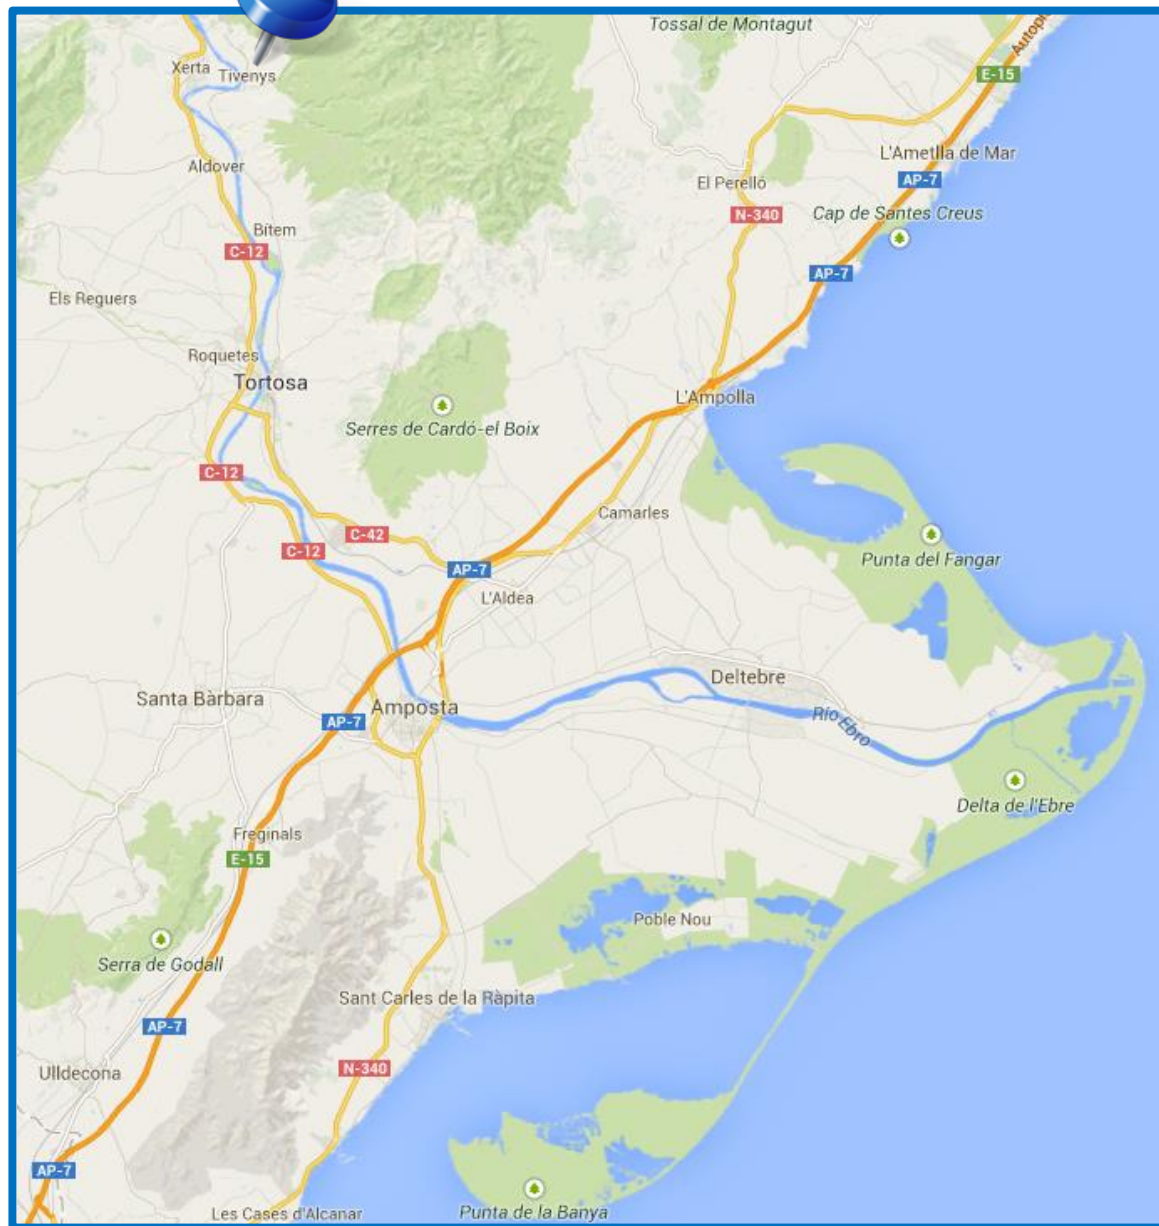 Tossal de Montagut
Autopi
Xerta
Tivenys
E-15
L'Ametlla de Mar
Aldover
El Perelló
AP-7
N-340
Cap de Santes Creus
Bítem
C-12
AP-7
Els Reguers
Roquetes
Tortosa
L'Ampolla
Serres de Cardó-el Boix
C-12
Camarles
C-42
C-12
Punta del Fangar
AP-7
L'Aldea
Deltebre
Santa Bàrbara
Amposta
AP-7
Río Ebro
Delta de l'Ebre
Freginals
E-15
Poble Nou
Serra de Godall
Sant Carles de la Ràpita
AP-7
N-340
Ulldecona
AP-7
Les Cases d'Alcanar
Punta de la Banya